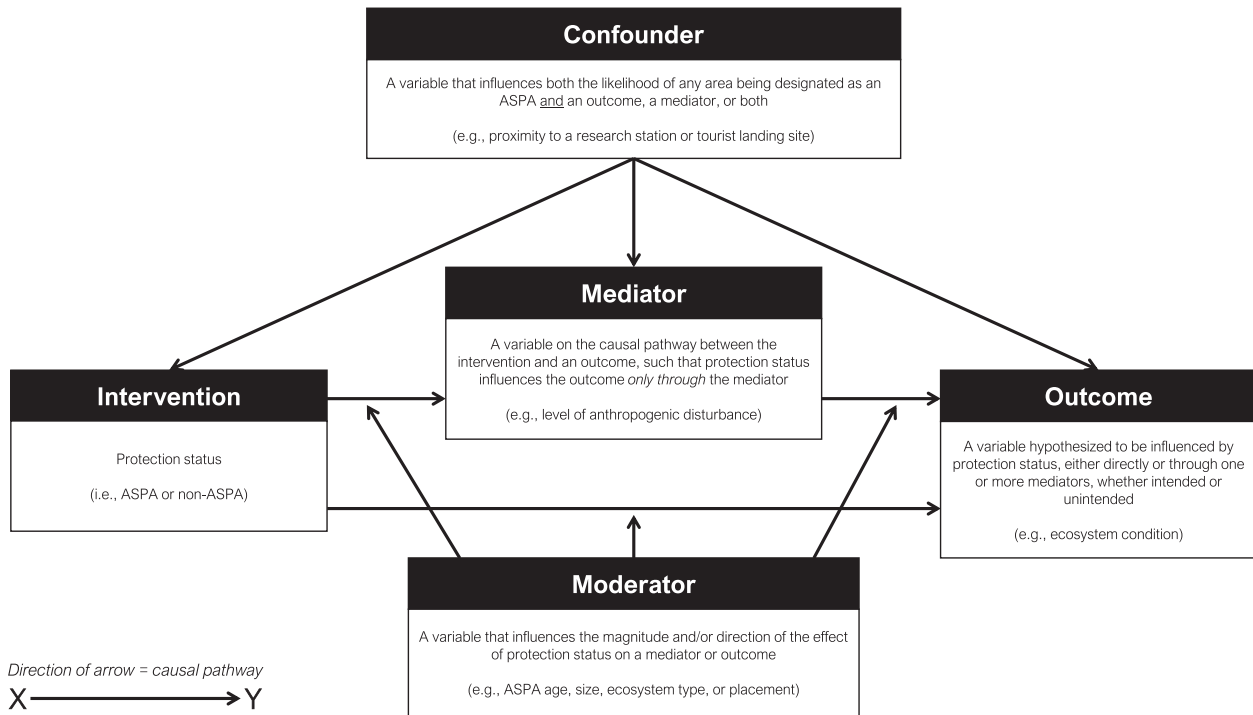 Confounder
A variable that influences both the likelihood of any area being designated as an
ASPA and an outcome, a mediator, or both
(e.g., proximity to a research station or tourist landing site)
Mediator
A variable on the causal pathway between the
intervention and an outcome, such that protection status
influences the outcome only through the mediator
(e.g., level of anthropogenic disturbance)
Intervention
Protection status
(i.e., ASPA or non-ASPA)
Outcome
A variable hypothesized to be influenced by
protection status, either directly or through one
or more mediators, whether intended or
unintended
(e.g., ecosystem condition)
Moderator
A variable that influences the magnitude and/or direction of the effect
of protection status on a mediator or outcome
(e.g., ASPA age, size, ecosystem type, or placement)
Direction of arrow = causal pathway
X Y